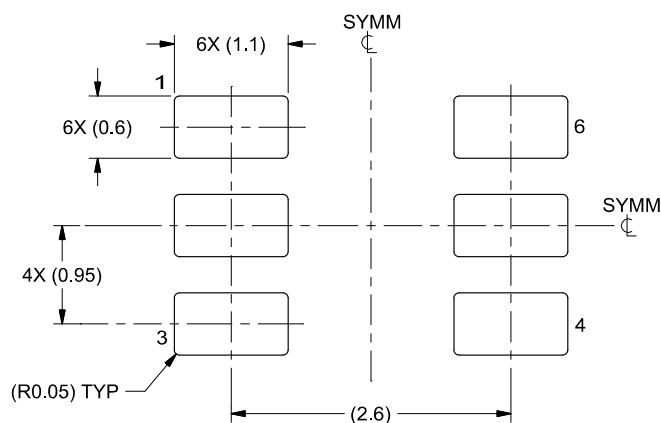 SYMM
℄
6X (1.1)
1
6X (0.6)
6
SYMM
℄
4X (0.95)
3
4
(R0.05) TYP
(2.6)